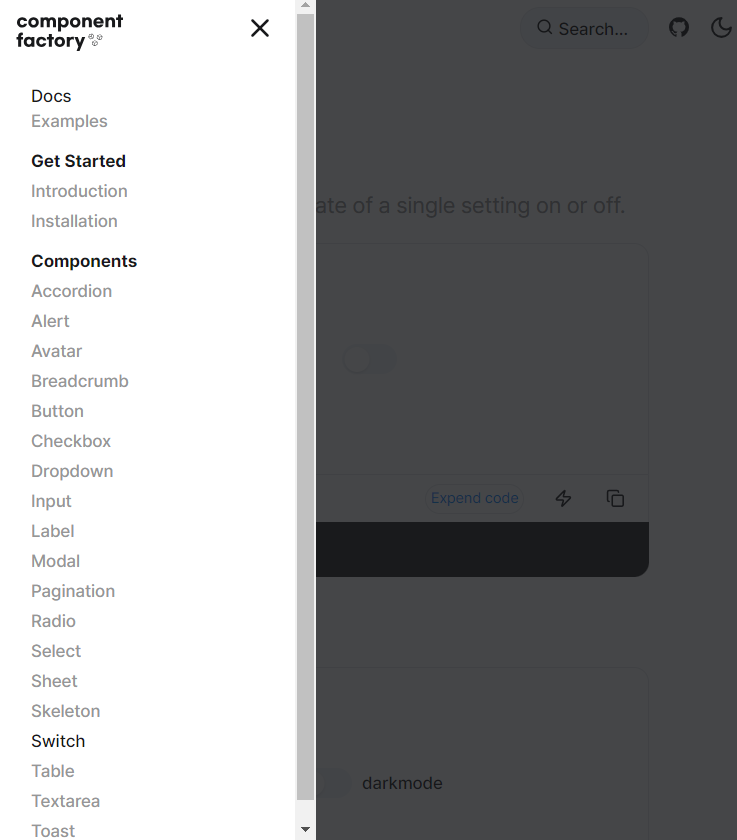 component
factory
Search...
Docs
Examples
Get Started
ate of a single setting on or off.
Introduction
Installation
Components
Accordion
Alert
Avatar
Breadcrumb
Button
Checkbox
Dropdown
Expend code
Input
Label
Modal
Pagination
Radio
Select
Sheet
Skeleton
Switch
Table
darkmode
Textarea
Toast